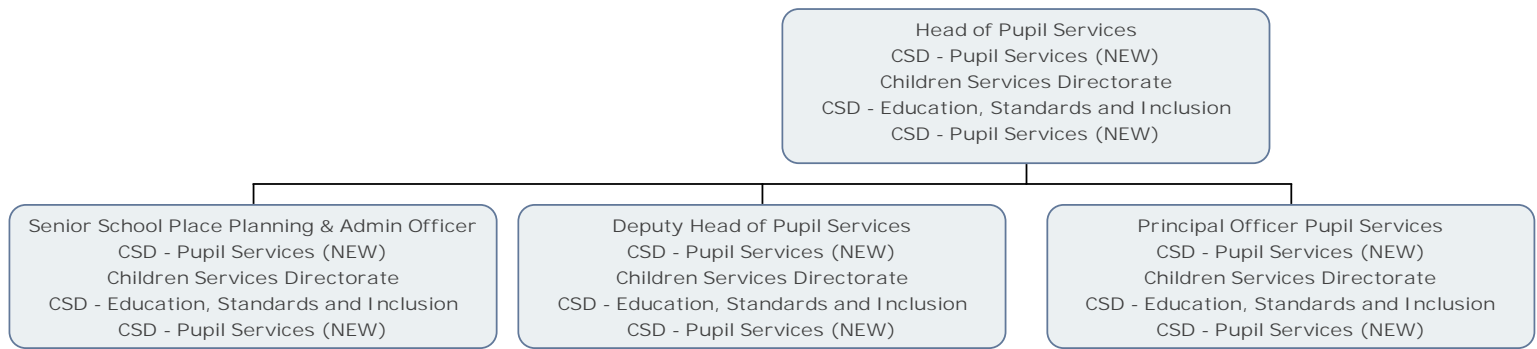 Head of Pupil Services
CSD - Pupil Services (NEW)
Children Services Directorate
CSD - Education, Standards and Inclusion
CSD - Pupil Services (NEW)
Senior School Place Planning & Admin Officer
CSD - Pupil Services (NEW)
Children Services Directorate
CSD - Education, Standards and Inclusion
CSD - Pupil Services (NEW)
Deputy Head of Pupil Services
CSD - Pupil Services (NEW)
Children Services Directorate
CSD - Education, Standards and Inclusion
CSD - Pupil Services (NEW)
Principal Officer Pupil Services
CSD - Pupil Services (NEW)
Children Services Directorate
CSD - Education, Standards and Inclusion
CSD - Pupil Services (NEW)